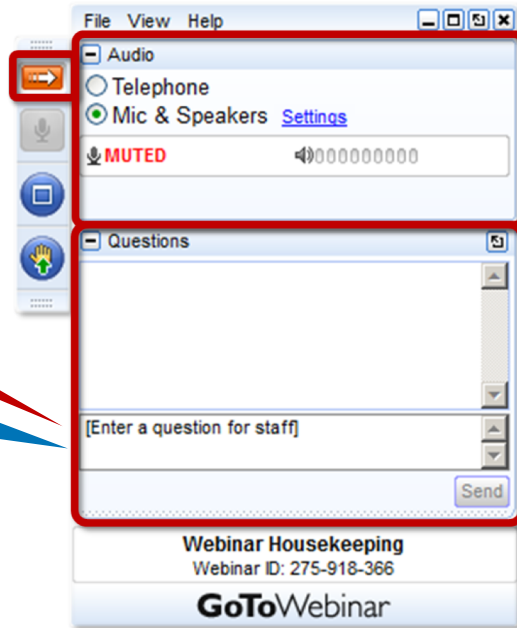 File View Help
Audio
Telephone
Mic & Speakers Settings
MUTED 000000000
Questions
[Enter a question for staff]
Send
Webinar Housekeeping
Webinar ID: 275-918-366
GoToWebinar